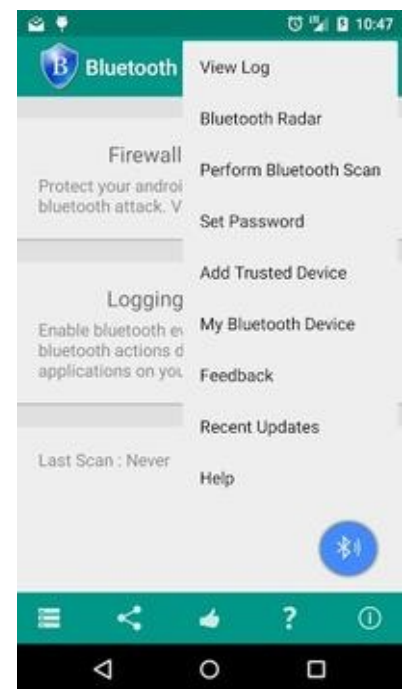 10:47
B Bluetooth
View Log
Bluetooth Radar
Perform Bluetooth Scan
Set Password
Add Trusted Device
My Bluetooth Device
Feedback
Recent Updates
Help
Firewall
Protect your androi
bluetooth attack. V
Logging
Enable bluetooth ev
bluetooth actions d
applications on you
Last Scan : Never
?